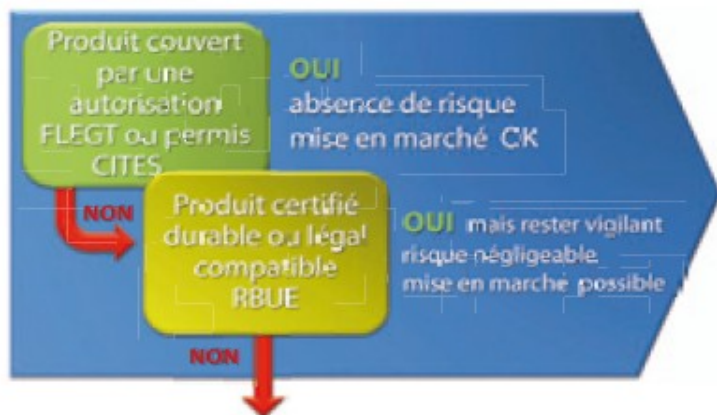 Produit couvert
par une
autorisation
FLEGT ou permis
CITES
OUI
absence de risque
mise en marché CK
NON
Produit certifié
durable ou légal
compatible
RBUE
OUI mais rester vigilant
risque négligeable
mise en marché possible
NON